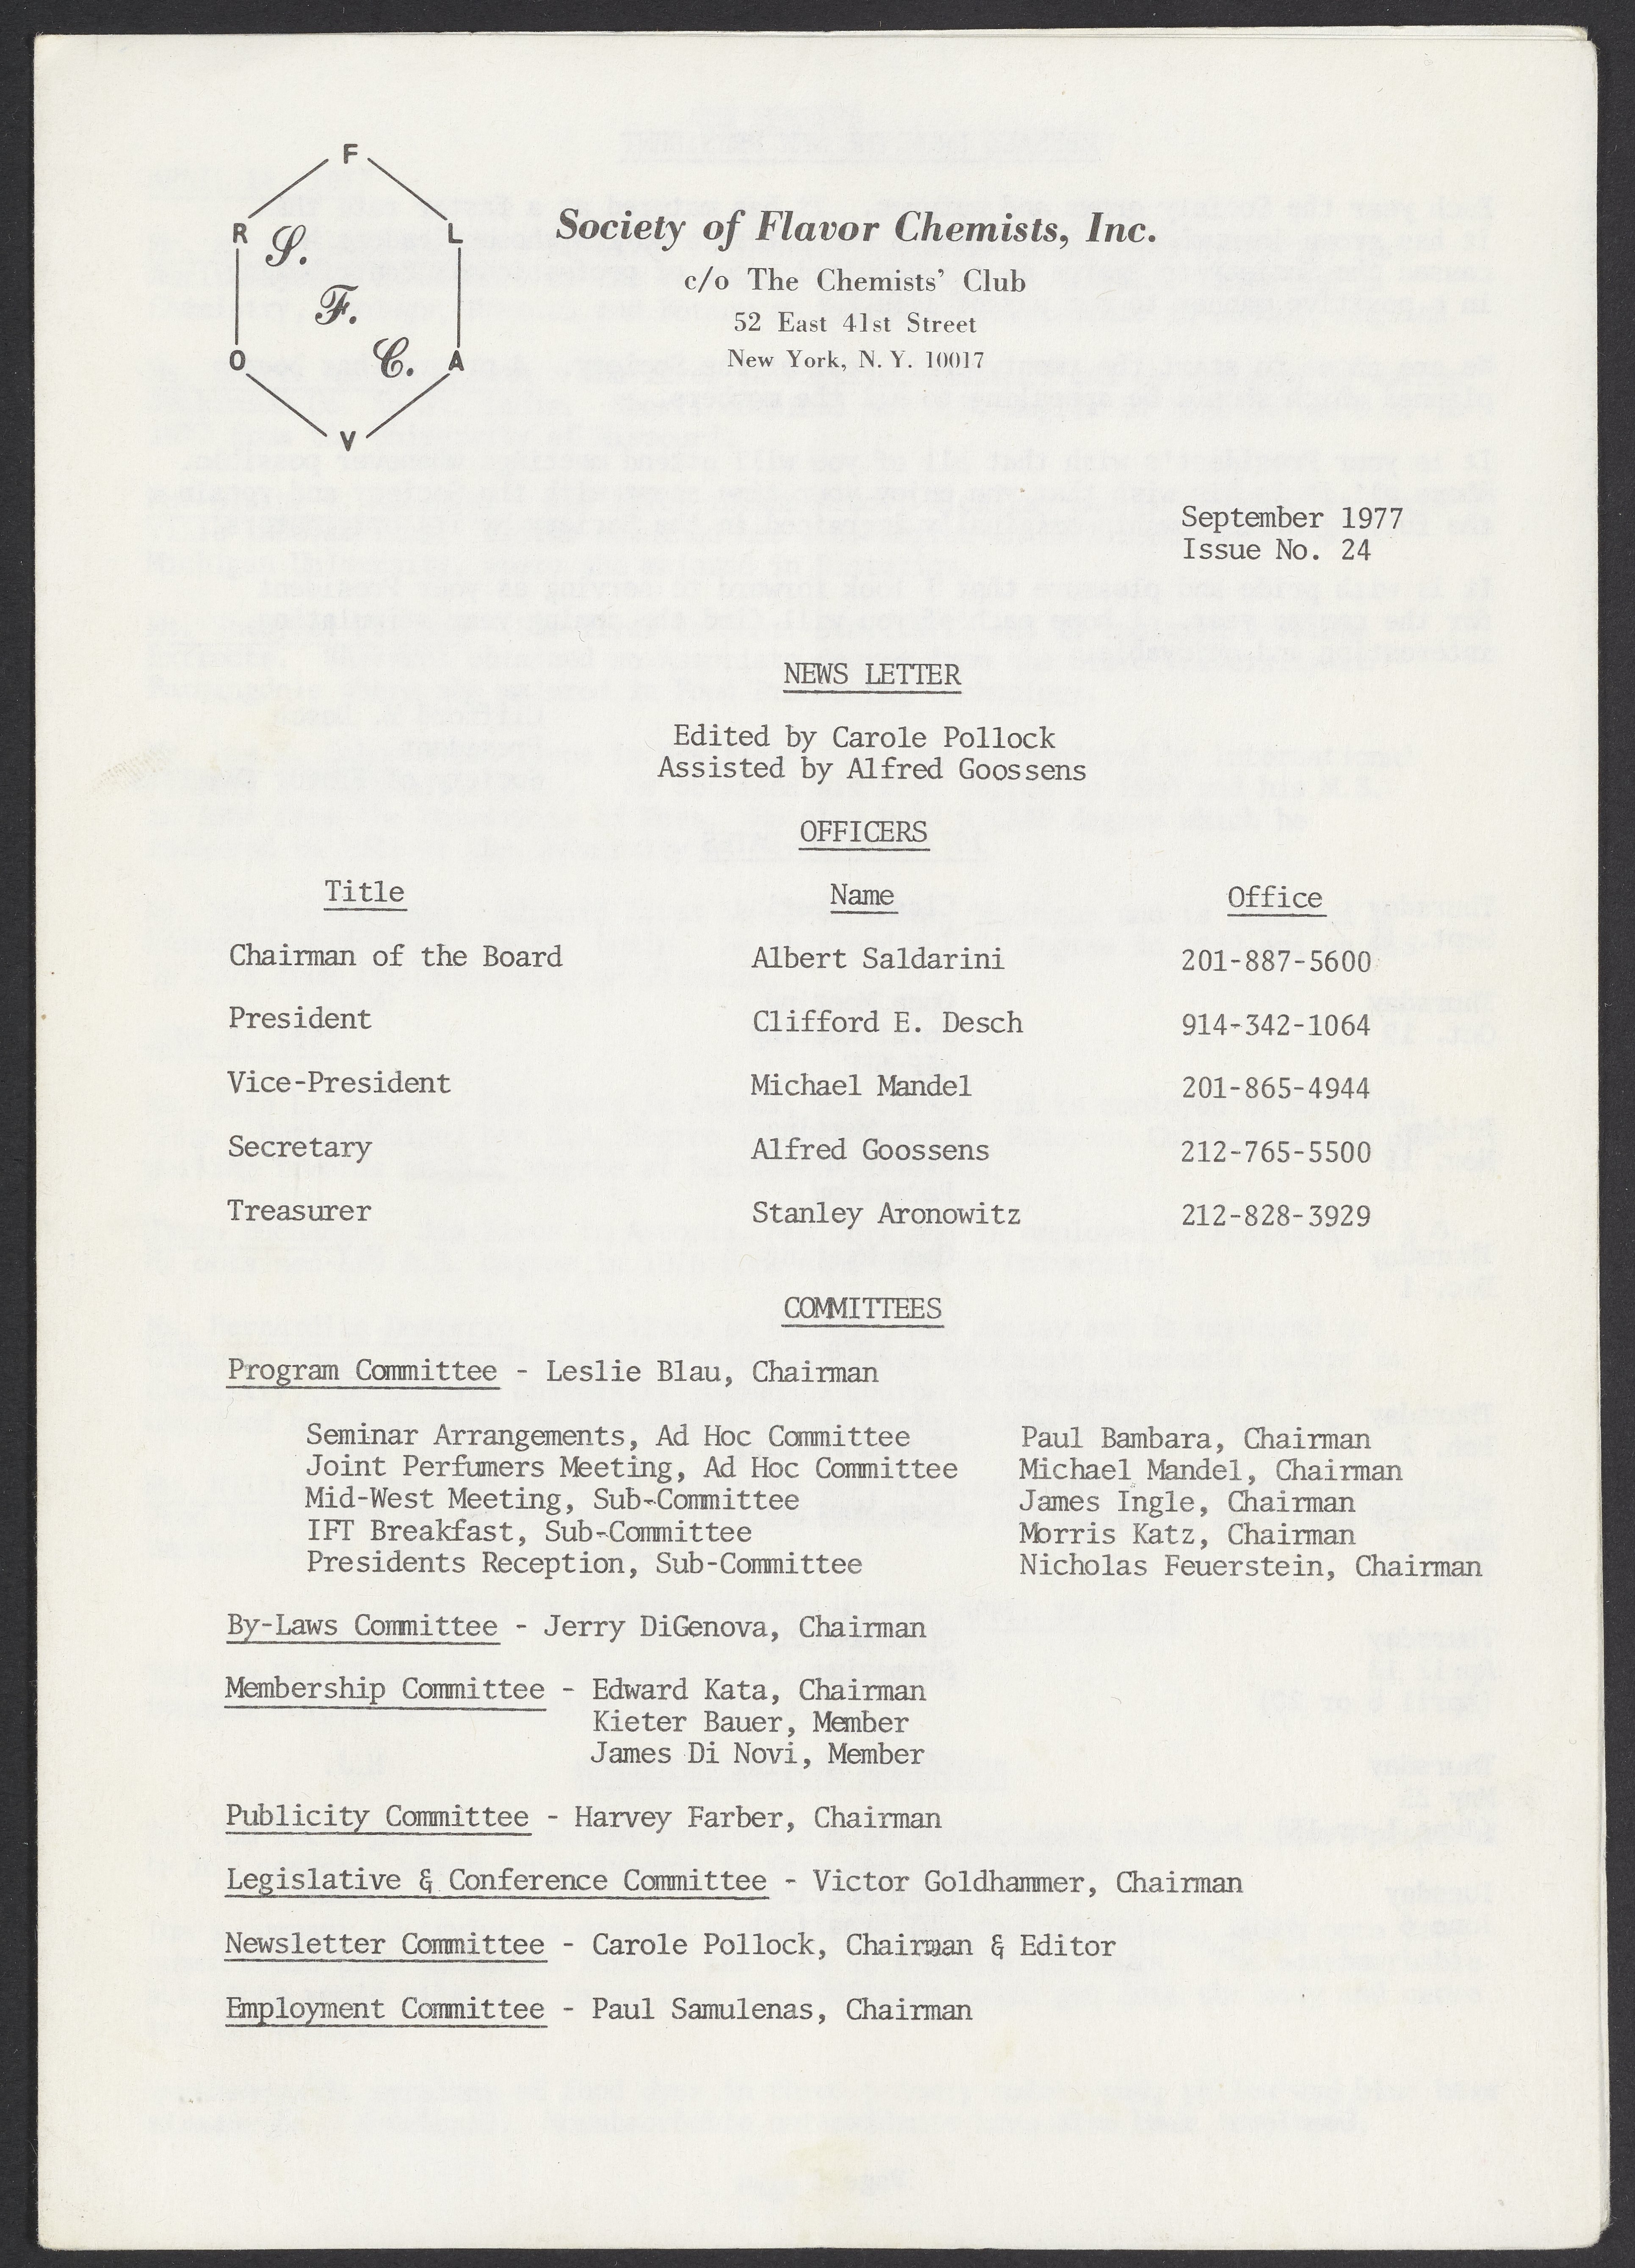 F
R L
S.
F.
C.
O A
V
Society of Flavor Chemists, Inc.
c/o The Chemists' Club
52 East 41st Street
New York, N. Y. 10017
September 1977
Issue No. 24
NEWS LETTER
Edited by Carole Pollock
Assisted by Alfred Goossens
OFFICERS
Title Name Office
Chairman of the Board Albert Saldarini 201-887-5600
President Clifford E. Desch 914-342-1064
Vice-President Michael Mandel 201-865-4944
Secretary Alfred Goossens 212-765-5500
Treasurer Stanley Aronowitz 212-828-3929
COMMITTEES
Program Committee - Leslie Blau, Chairman
Seminar Arrangements, Ad Hoc Committee Paul Bambara, Chairman
Joint Perfumers Meeting, Ad Hoc Committee Michael Mandel, Chairman
Mid-West Meeting, Sub-Committee James Ingle, Chairman
IFT Breakfast, Sub-Committee Morris Katz, Chairman
Presidents Reception, Sub-Committee Nicholas Feuerstein, Chairman
By-Laws Committee - Jerry DiGenova, Chairman
Membership Committee - Edward Kata, Chairman
Kieter Bauer, Member
James Di Novi, Member
Publicity Committee - Harvey Farber, Chairman
Legislative & Conference Committee - Victor Goldhammer, Chairman
Newsletter Committee - Carole Pollock, Chairman & Editor
Employment Committee - Paul Samulenas, Chairman